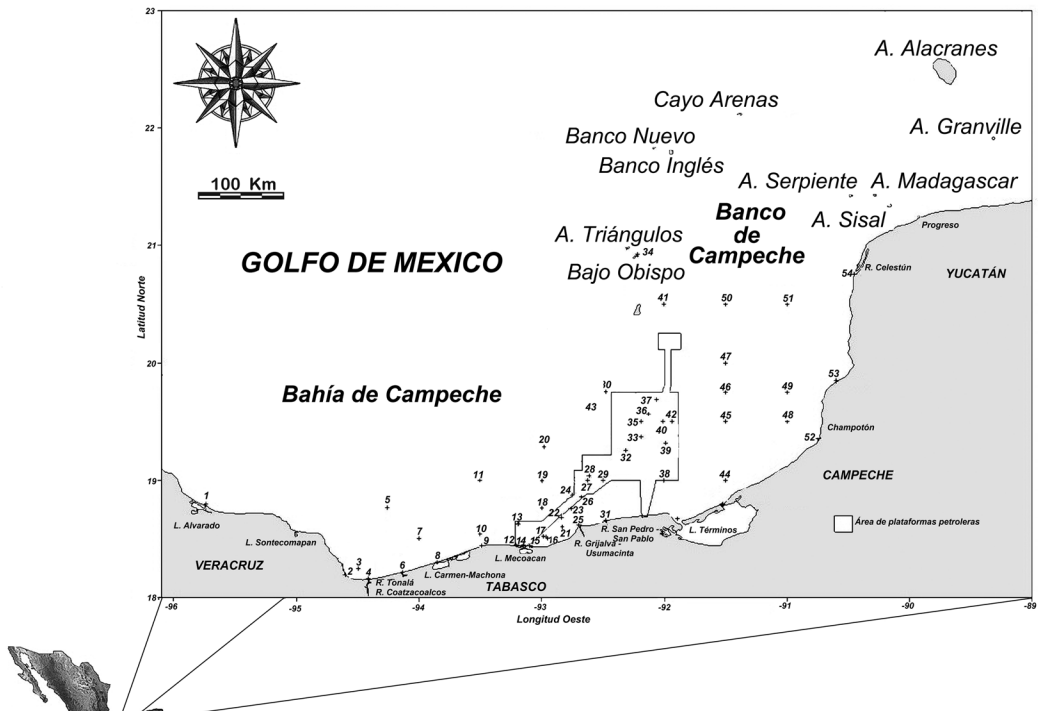 23
A. Alacranes
Cayo Arenas
22
Banco Nuevo
A. Granville
Banco Inglés
100 Km
A. Serpiente
A. Madagascar
Banco
de
Campeche
A. Sisal
Progreso
A. Triángulos
34
21
GOLFO DE MEXICO
Bajo Obispo
54
R. Celestún
YUCATÁN
Latitud Norte
41
50
51
20
47
53
Bahía de Campeche
30
37
46
49
43
36
42
35
45
48
33
40
Champotón
52
20
39
32
19
11
19
28
29
38
44
CAMPECHE
27
24
1
5
18
26
23
22
13
25
31
Área de plataformas petroleras
L. Alvarado
7
10
17
21
R. San Pedro -
San Pablo
L. Términos
L. Sontecomapan
9
12
14
15
16
R. Grijalva -
Usumacinta
8
L. Mecoacan
VERACRUZ
2
3
4
6
L. Carmen-Machona
R. Tonalá
R. Coatzacoalcos
TABASCO
18
-96
-95
-94
-93
-92
-91
-90
-89
Longitud Oeste